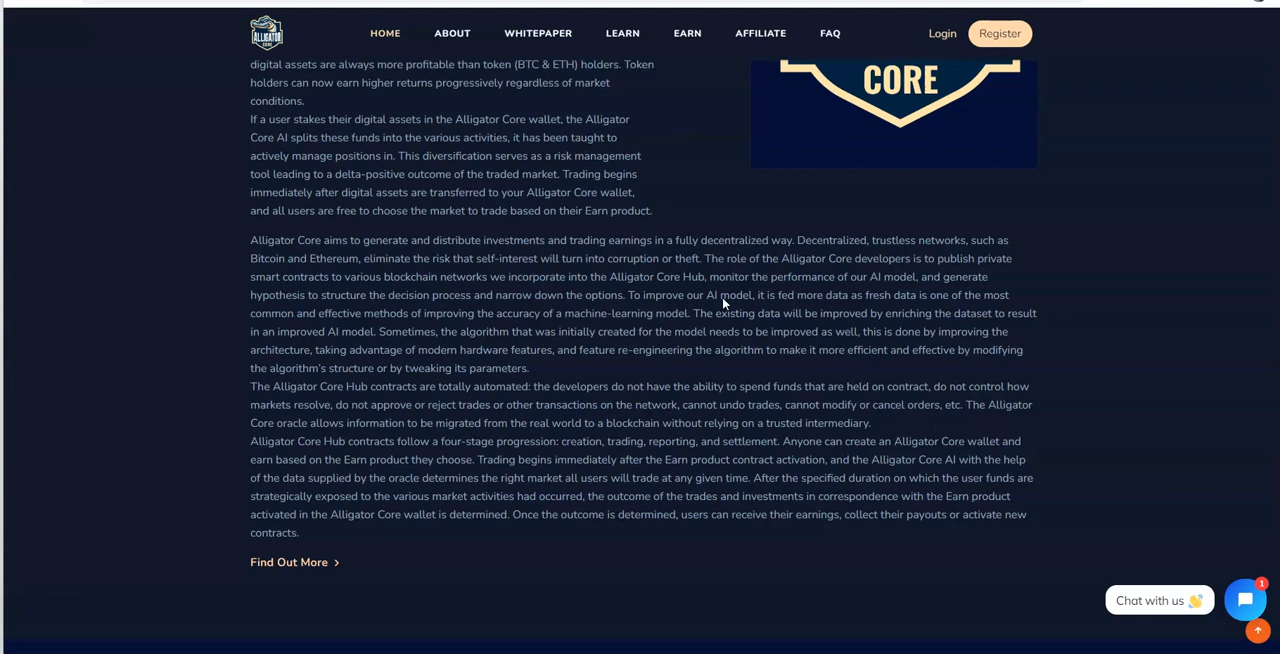 ALLIGATOR
CORE
HOME
ABOUT
WHITEPAPER
LEARN
EARN
AFFILIATE
FAQ
Login
Register
digital assets are always more profitable than token (BTC & ETH) holders. Token
holders can now earn higher returns progressively regardless of market
conditions.
If a user stakes their digital assets in the Alligator Core wallet, the Alligator
Core AI splits these funds into the various activities, it has been taught to
actively manage positions in. This diversification serves as a risk management
tool leading to a delta-positive outcome of the traded market. Trading begins
immediately after digital assets are transferred to your Alligator Core wallet,
and all users are free to choose the market to trade based on their Earn product.
CORE
Alligator Core aims to generate and distribute investments and trading earnings in a fully decentralized way. Decentralized, trustless networks, such as
Bitcoin and Ethereum, eliminate the risk that self-interest will turn into corruption or theft. The role of the Alligator Core developers is to publish private
smart contracts to various blockchain networks we incorporate into the Alligator Core Hub, monitor the performance of our AI model, and generate
hypothesis to structure the decision process and narrow down the options. To improve our AI model, it is fed more data as fresh data is one of the most
common and effective methods of improving the accuracy of a machine-learning model. The existing data will be improved by enriching the dataset to result
in an improved AI model. Sometimes, the algorithm that was initially created for the model needs to be improved as well, this is done by improving the
architecture, taking advantage of modern hardware features, and feature re-engineering the algorithm to make it more efficient and effective by modifying
the algorithm's structure or by tweaking its parameters.
The Alligator Core Hub contracts are totally automated: the developers do not have the ability to spend funds that are held on contract, do not control how
markets resolve, do not approve or reject trades or other transactions on the network, cannot undo trades, cannot modify or cancel orders, etc. The Alligator
Core oracle allows information to be migrated from the real world to a blockchain without relying on a trusted intermediary.
Alligator Core Hub contracts follow a four-stage progression: creation, trading, reporting, and settlement. Anyone can create an Alligator Core wallet and
earn based on the Earn product they choose. Trading begins immediately after the Earn product contract activation, and the Alligator Core AI with the help
of the data supplied by the oracle determines the right market all users will trade at any given time. After the specified duration on which the user funds are
strategically exposed to the various market activities had occurred, the outcome of the trades and investments in correspondence with the Earn product
activated in the Alligator Core wallet is determined. Once the outcome is determined, users can receive their earnings, collect their payouts or activate new
contracts.
Find Out More
Chat with us 👋
1